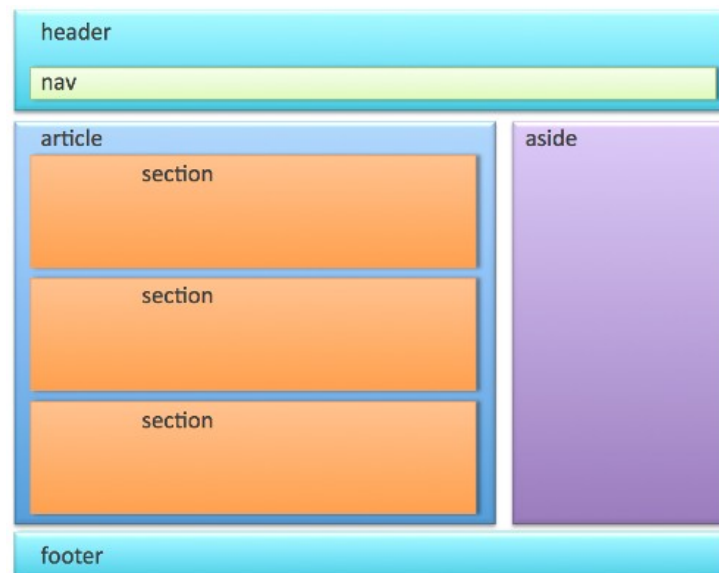 header
nav
article
aside
section
section
section
footer